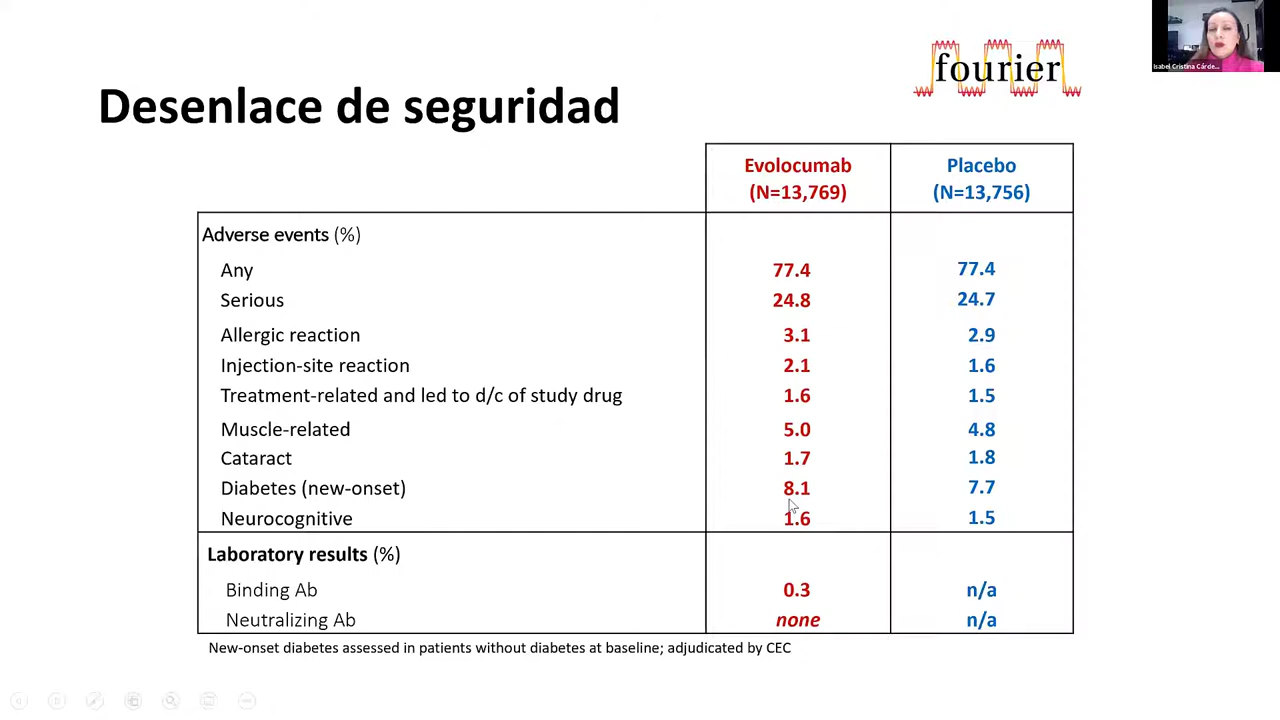 fourier
Isabel Cristina Cárde...
Desenlace de seguridad
Evolocumab Placebo
(N=13,769) (N=13,756)
Adverse events (%)
Any 77.4 77.4
Serious 24.8 24.7
Allergic reaction 3.1 2.9
Injection-site reaction 2.1 1.6
Treatment-related and led to d/c of study drug 1.6 1.5
Muscle-related 5.0 4.8
Cataract 1.7 1.8
Diabetes (new-onset) 8.1 7.7
Neurocognitive 1.6 1.5
Laboratory results (%)
Binding Ab 0.3 n/a
Neutralizing Ab none n/a
New-onset diabetes assessed in patients without diabetes at baseline; adjudicated by CEC